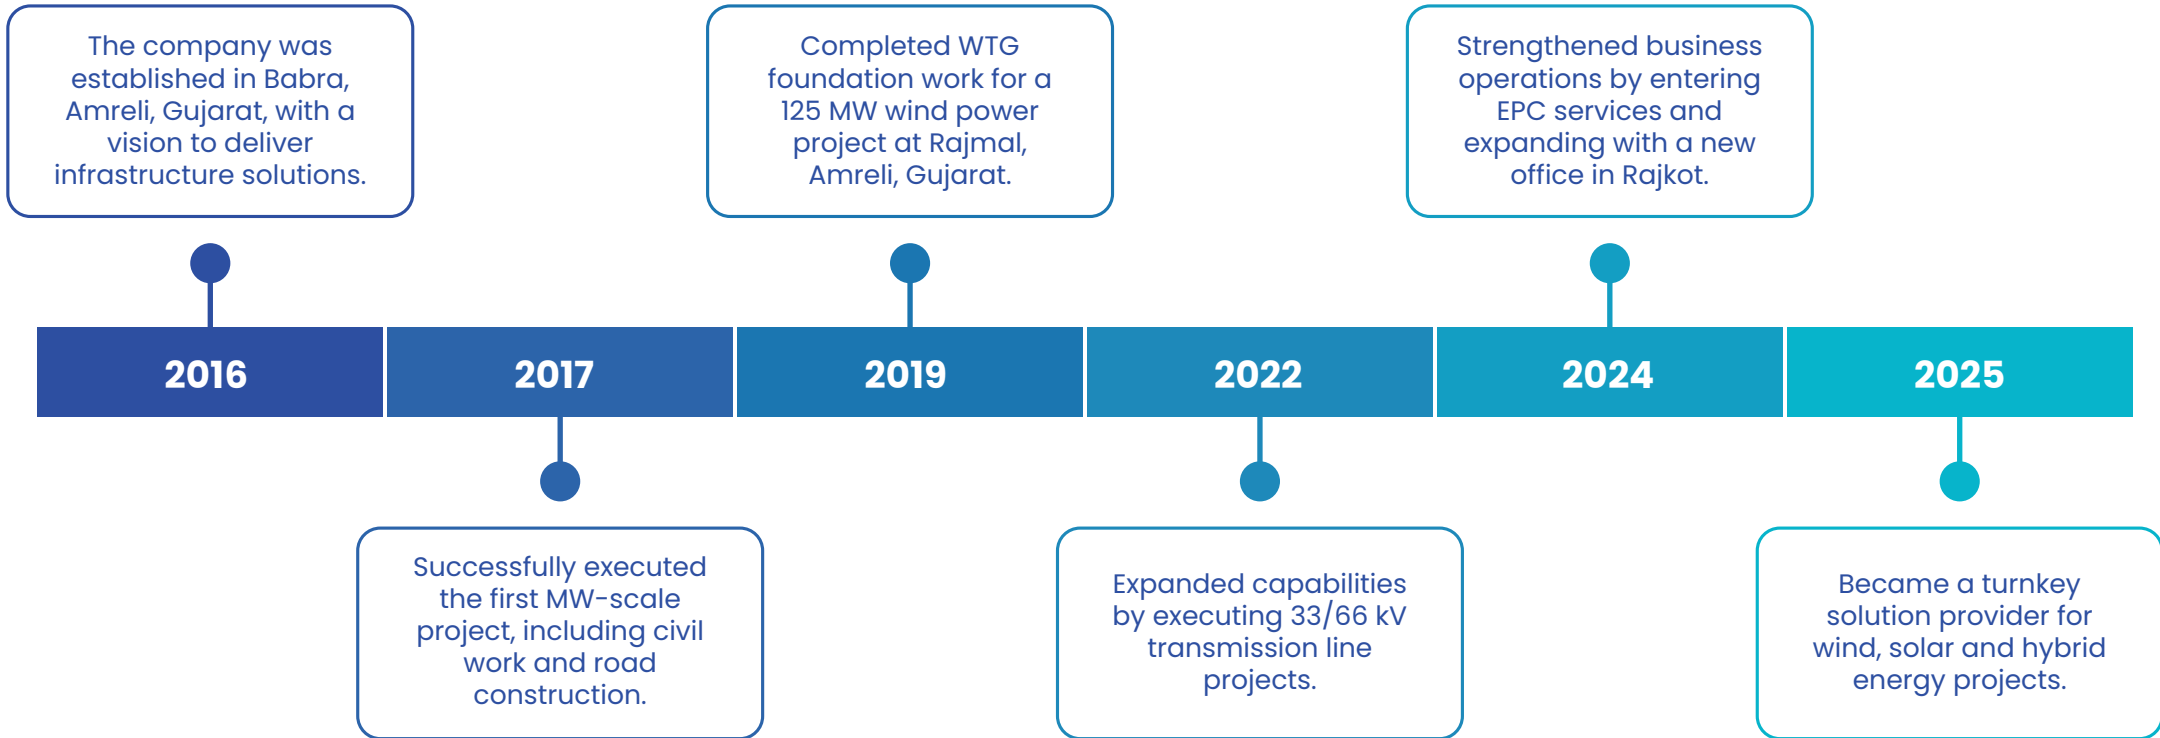 The company was
established in Babra,
Amreli, Gujarat, with a
vision to deliver
infrastructure solutions.
Completed WTG
foundation work for a
125 MW wind power
project at Rajmal,
Amreli, Gujarat.
Strengthened business
operations by entering
EPC services and
expanding with a new
office in Rajkot.
2016
2017
2019
2022
2024
2025
Successfully executed
the first MW-scale
project, including civil
work and road
construction.
Expanded capabilities
by executing 33/66 kV
transmission line
projects.
Became a turnkey
solution provider for
wind, solar and hybrid
energy projects.